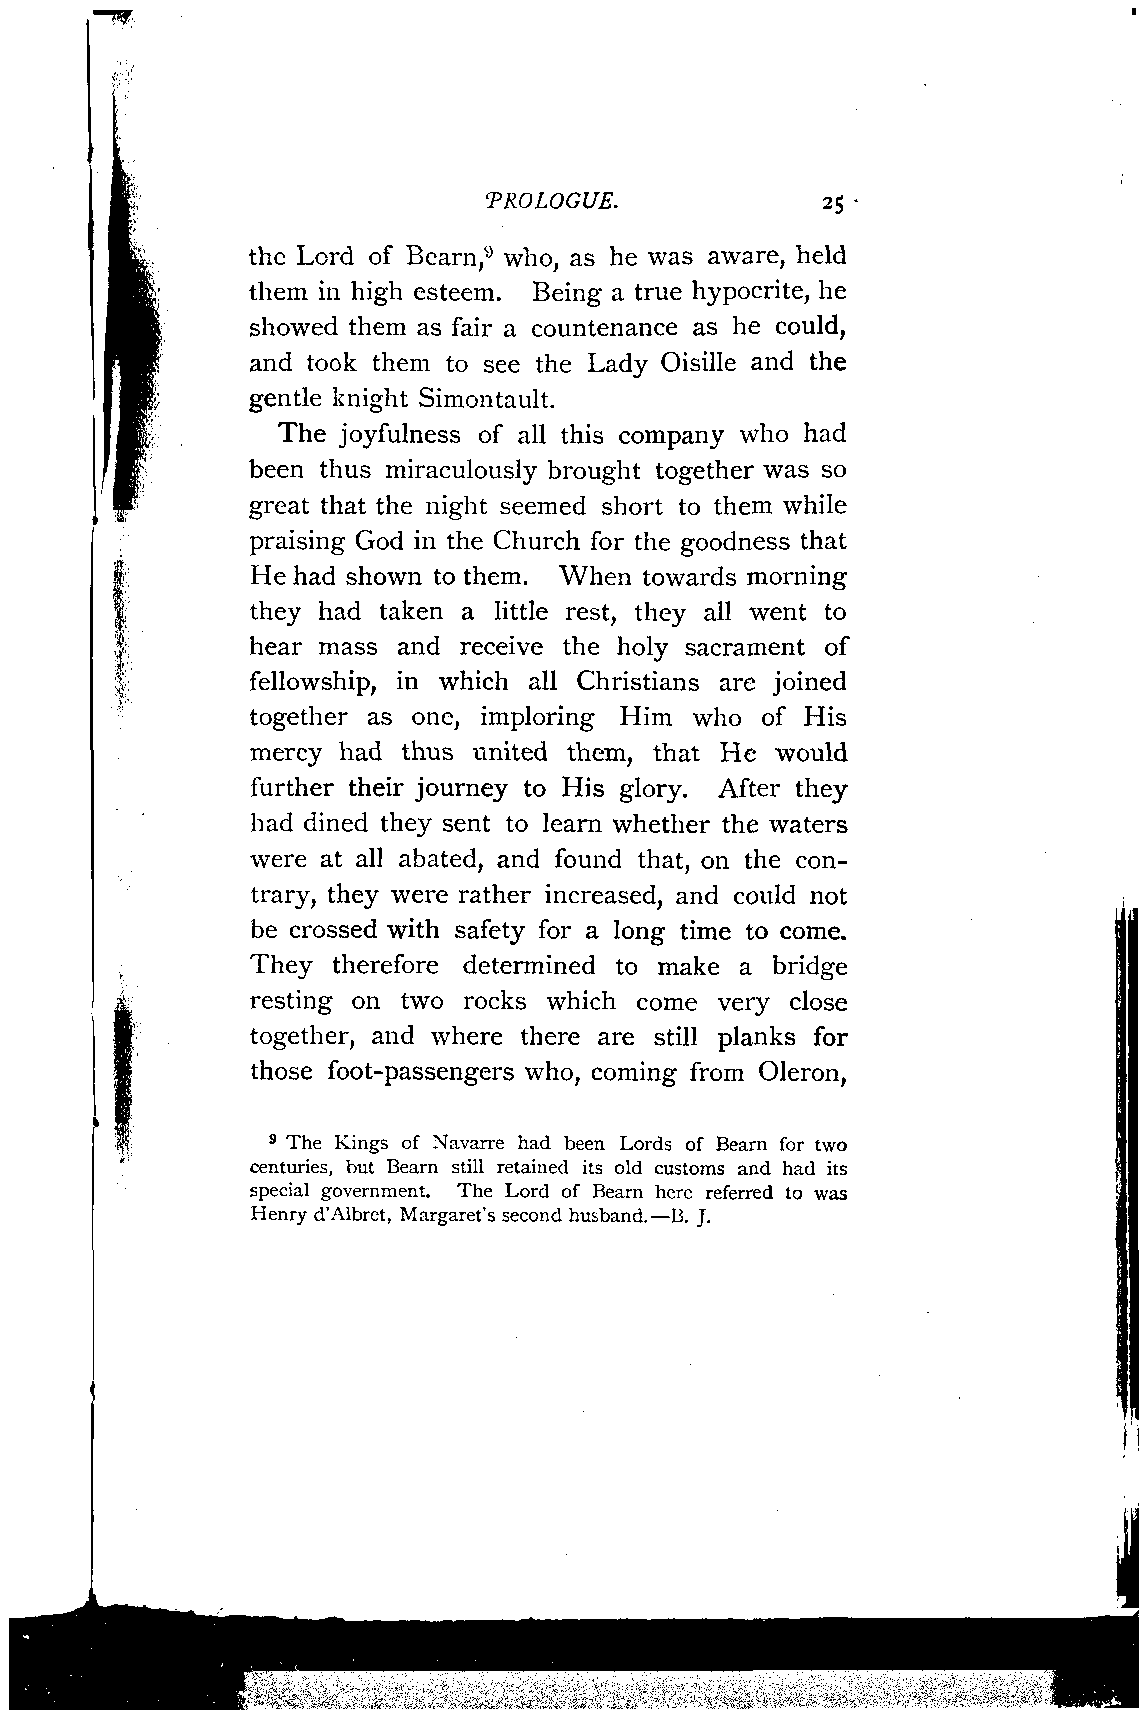 PROLOGUE. 25
the Lord of Bearn,⁹ who, as he was aware, held
them in high esteem. Being a true hypocrite, he
showed them as fair a countenance as he could,
and took them to see the Lady Oisille and the
gentle knight Simontault.
The joyfulness of all this company who had
been thus miraculously brought together was so
great that the night seemed short to them while
praising God in the Church for the goodness that
He had shown to them. When towards morning
they had taken a little rest, they all went to
hear mass and receive the holy sacrament of
fellowship, in which all Christians are joined
together as one, imploring Him who of His
mercy had thus united them, that He would
further their journey to His glory. After they
had dined they sent to learn whether the waters
were at all abated, and found that, on the con-
trary, they were rather increased, and could not
be crossed with safety for a long time to come.
They therefore determined to make a bridge
resting on two rocks which come very close
together, and where there are still planks for
those foot-passengers who, coming from Oleron,
⁹ The Kings of Navarre had been Lords of Bearn for two
centuries, but Bearn still retained its old customs and had its
special government. The Lord of Bearn here referred to was
Henry d'Albret, Margaret's second husband.—B. J.